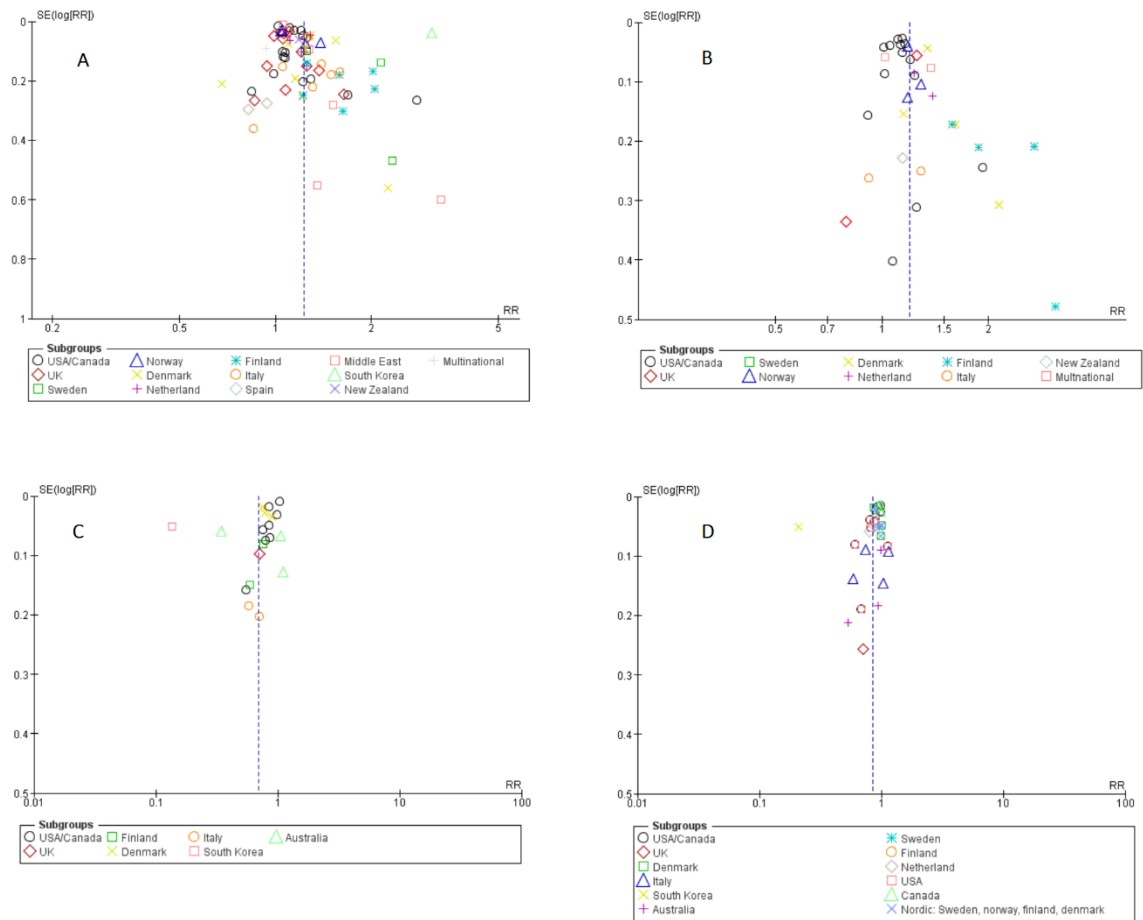 SE(log[RR])
0
0.2
0.4
0.6
0.8
1
A
0.2
0.5
1
2
5
RR
Subgroups
USA/Canada Norway Finland Middle East Multinational
UK Denmark Italy South Korea
Sweden Netherland Spain New Zealand
SE(log[RR])
0
0.1
0.2
0.3
0.4
0.5
B
0.5
0.7
1
1.5
2
RR
Subgroups
USA/Canada Sweden Denmark Finland New Zealand
UK Norway Netherland Italy Multnational
SE(log[RR])
0
0.1
0.2
0.3
0.4
0.5
C
0.01
0.1
1
10
100
RR
Subgroups
USA/Canada Finland Italy Australia
UK Denmark South Korea
SE(log[RR])
0
0.1
0.2
0.3
0.4
0.5
D
0.01
0.1
1
10
100
RR
Subgroups
USA/Canada Sweden
UK Finland
Denmark Netherland
Italy USA
South Korea Canada
Australia Nordic: Sweden, norway, finland, denmark